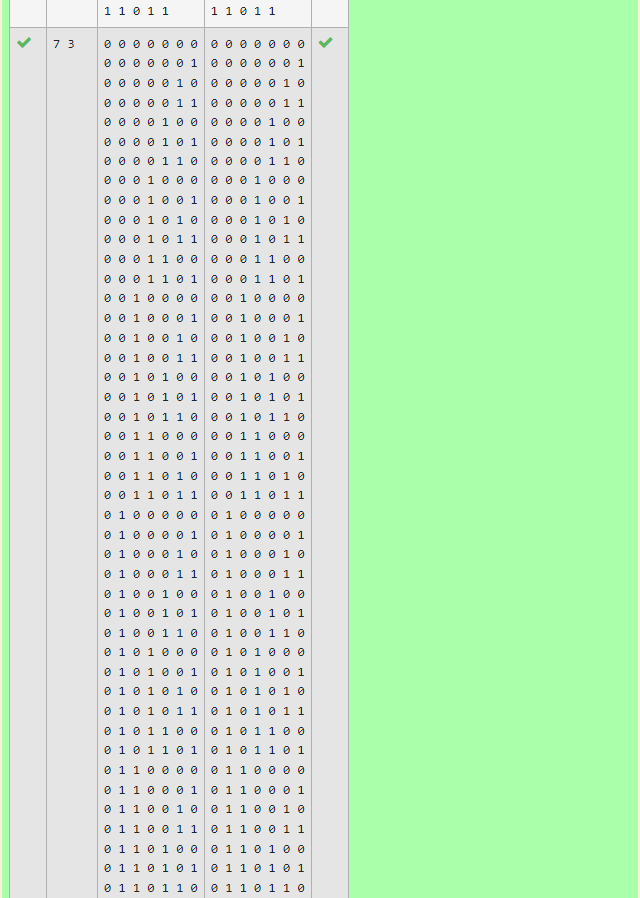 1 1 0 1 1 1 1 0 1 1
7 3 0 0 0 0 0 0 0 0 0 0 0 0 0 0
0 0 0 0 0 0 1 0 0 0 0 0 0 1
0 0 0 0 0 1 0 0 0 0 0 0 1 0
0 0 0 0 0 1 1 0 0 0 0 0 1 1
0 0 0 0 1 0 0 0 0 0 0 1 0 0
0 0 0 0 1 0 1 0 0 0 0 1 0 1
0 0 0 0 1 1 0 0 0 0 0 1 1 0
0 0 0 1 0 0 0 0 0 0 1 0 0 0
0 0 0 1 0 0 1 0 0 0 1 0 0 1
0 0 0 1 0 1 0 0 0 0 1 0 1 0
0 0 0 1 0 1 1 0 0 0 1 0 1 1
0 0 0 1 1 0 0 0 0 0 1 1 0 0
0 0 0 1 1 0 1 0 0 0 1 1 0 1
0 0 1 0 0 0 0 0 0 1 0 0 0 0
0 0 1 0 0 0 1 0 0 1 0 0 0 1
0 0 1 0 0 1 0 0 0 1 0 0 1 0
0 0 1 0 0 1 1 0 0 1 0 0 1 1
0 0 1 0 1 0 0 0 0 1 0 1 0 0
0 0 1 0 1 0 1 0 0 1 0 1 0 1
0 0 1 0 1 1 0 0 0 1 0 1 1 0
0 0 1 1 0 0 0 0 0 1 1 0 0 0
0 0 1 1 0 0 1 0 0 1 1 0 0 1
0 0 1 1 0 1 0 0 0 1 1 0 1 0
0 0 1 1 0 1 1 0 0 1 1 0 1 1
0 1 0 0 0 0 0 0 1 0 0 0 0 0
0 1 0 0 0 0 1 0 1 0 0 0 0 1
0 1 0 0 0 1 0 0 1 0 0 0 1 0
0 1 0 0 0 1 1 0 1 0 0 0 1 1
0 1 0 0 1 0 0 0 1 0 0 1 0 0
0 1 0 0 1 0 1 0 1 0 0 1 0 1
0 1 0 0 1 1 0 0 1 0 0 1 1 0
0 1 0 1 0 0 0 0 1 0 1 0 0 0
0 1 0 1 0 0 1 0 1 0 1 0 0 1
0 1 0 1 0 1 0 0 1 0 1 0 1 0
0 1 0 1 0 1 1 0 1 0 1 0 1 1
0 1 0 1 1 0 0 0 1 0 1 1 0 0
0 1 0 1 1 0 1 0 1 0 1 1 0 1
0 1 1 0 0 0 0 0 1 1 0 0 0 0
0 1 1 0 0 0 1 0 1 1 0 0 0 1
0 1 1 0 0 1 0 0 1 1 0 0 1 0
0 1 1 0 0 1 1 0 1 1 0 0 1 1
0 1 1 0 1 0 0 0 1 1 0 1 0 0
0 1 1 0 1 0 1 0 1 1 0 1 0 1
0 1 1 0 1 1 0 0 1 1 0 1 1 0